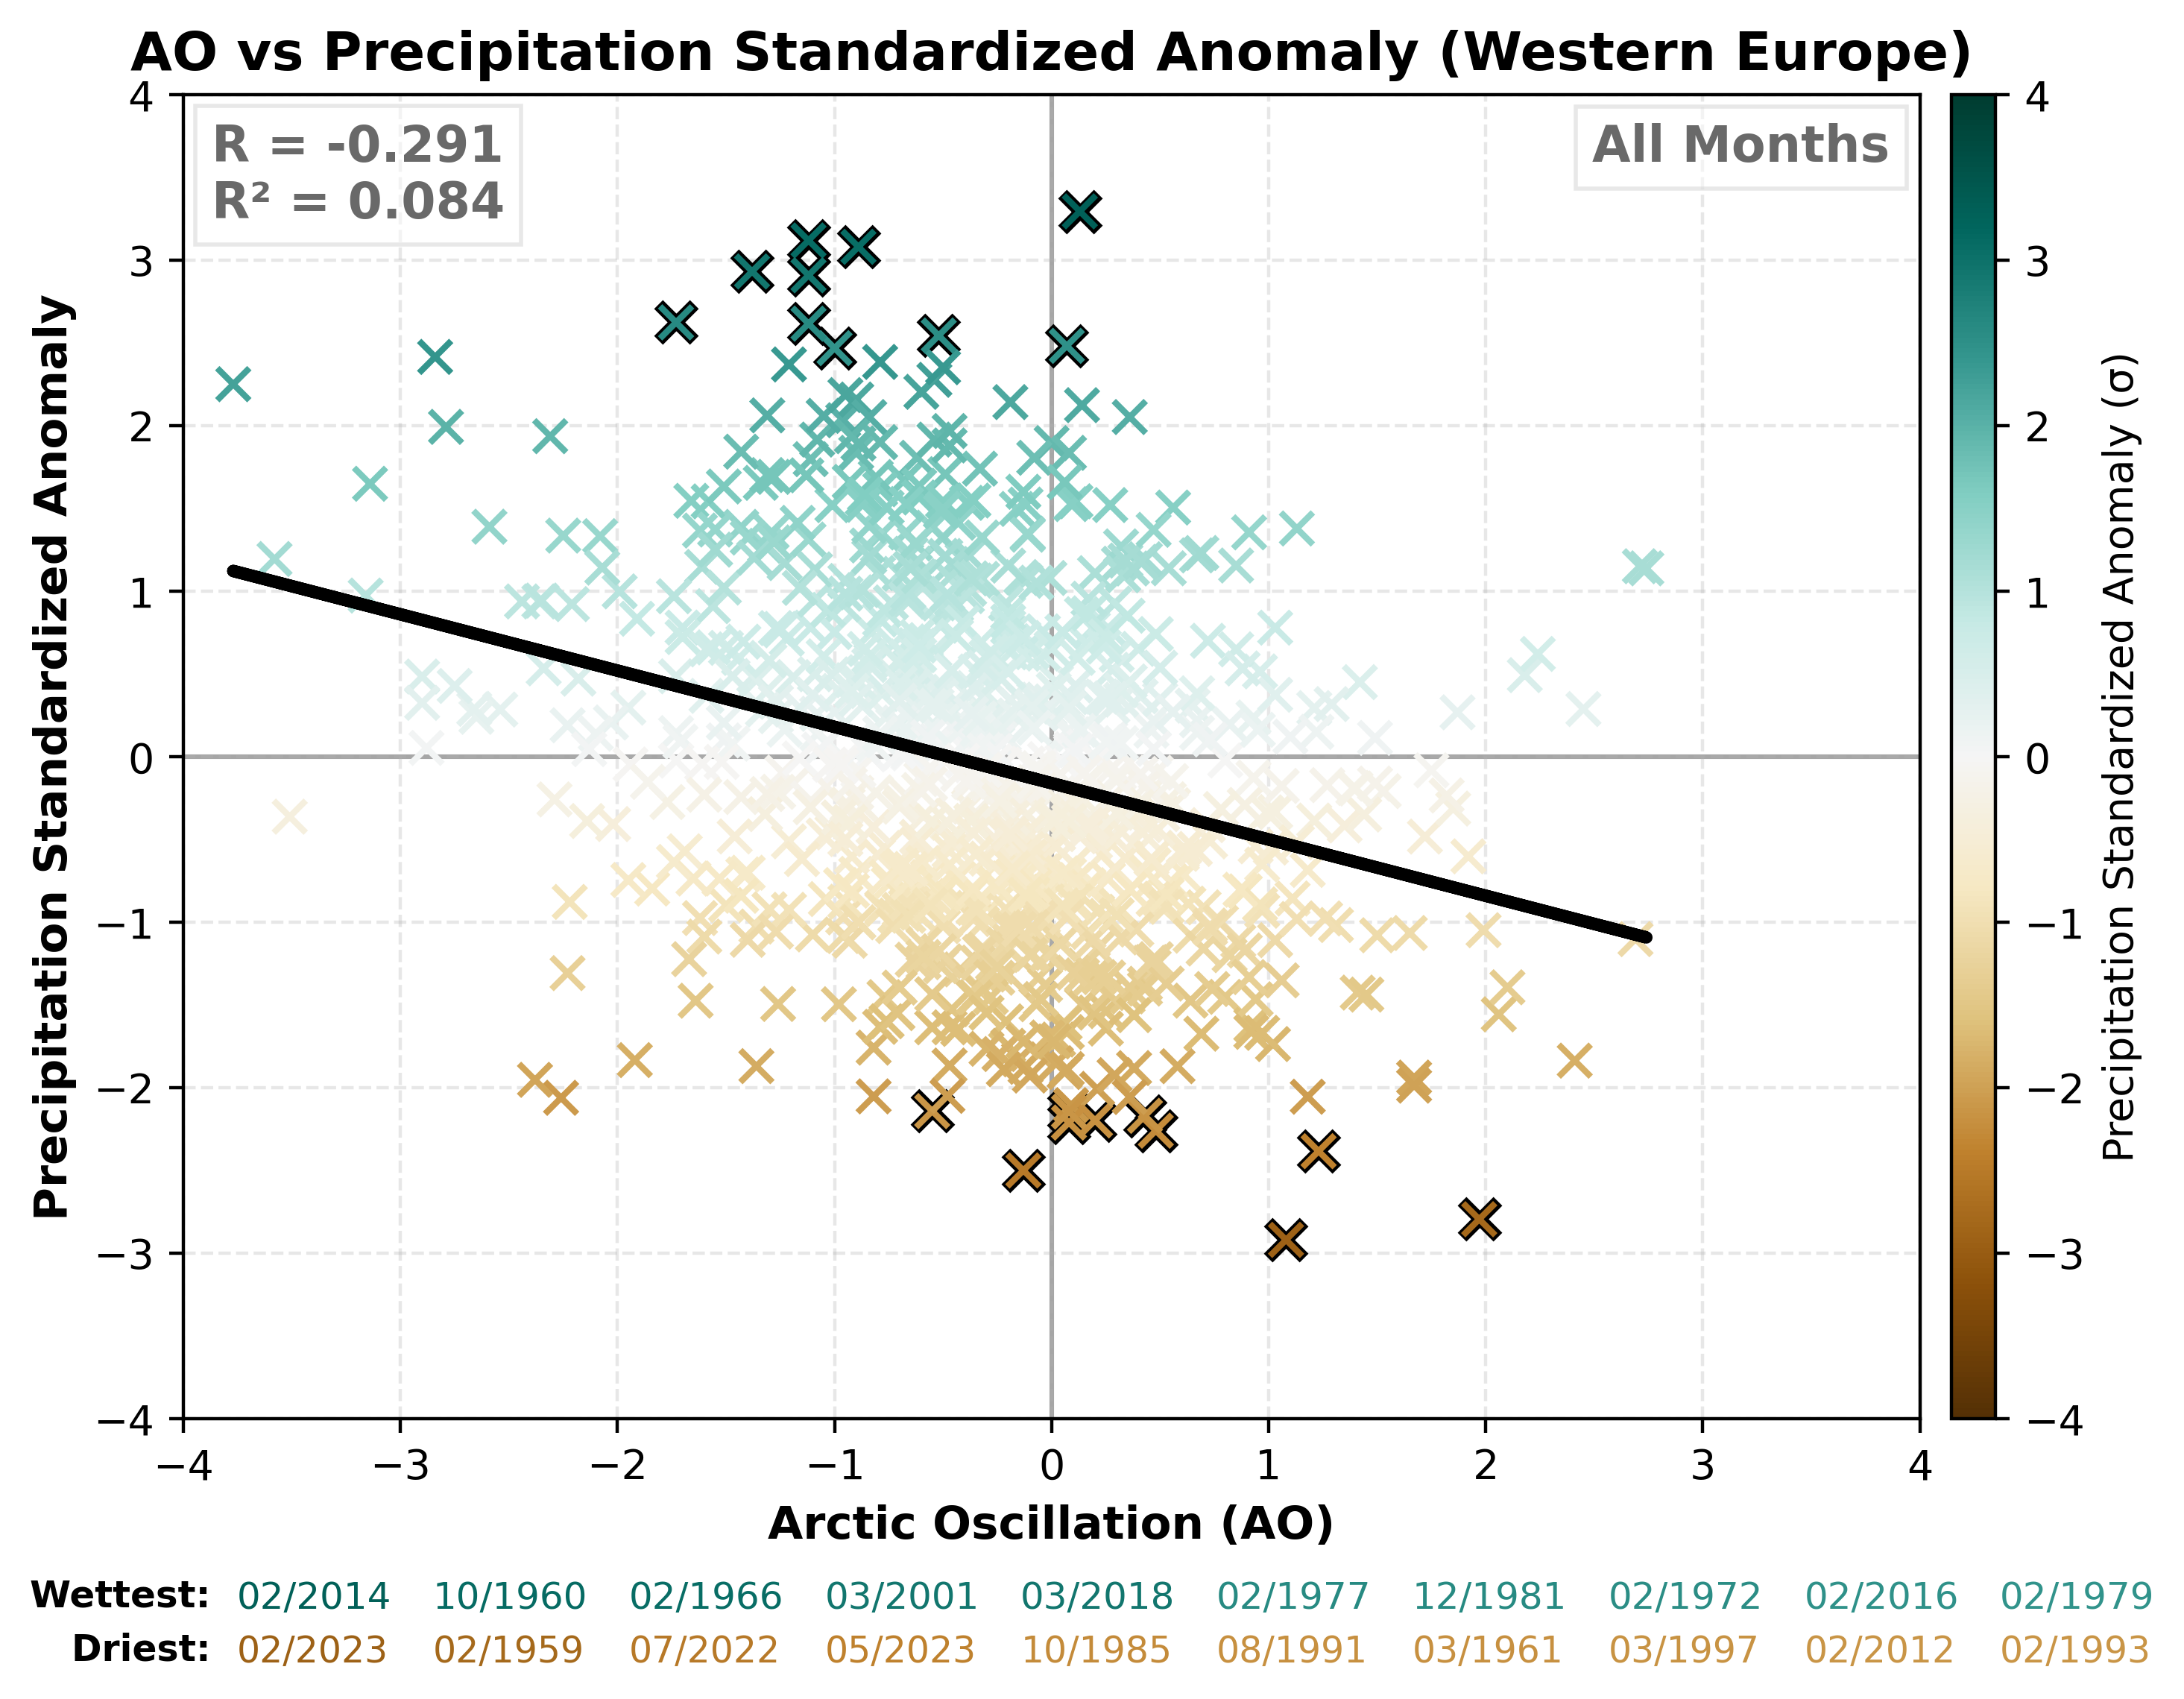 AO vs Precipitation Standardized Anomaly (Western Europe)
R = -0.291
R² = 0.084
All Months
Precipitation Standardized Anomaly
4
3
2
1
0
−1
−2
−3
−4
−4 −3 −2 −1 0 1 2 3 4
Arctic Oscillation (AO)
4
3
2
1
0
−1
−2
−3
−4
Precipitation Standardized Anomaly (σ)
Wettest: 02/2014 10/1960 02/1966 03/2001 03/2018 02/1977 12/1981 02/1972 02/2016 02/1979
Driest: 02/2023 02/1959 07/2022 05/2023 10/1985 08/1991 03/1961 03/1997 02/2012 02/1993